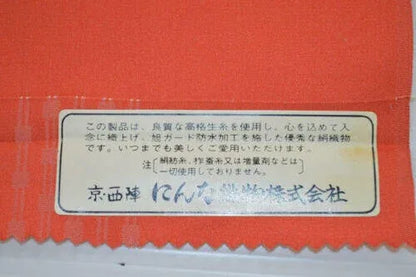 この製品は、良質な高格生糸を使用し、心を込めて入
念に織上げ、旭ガード防水加工を施した優秀な絹織物
です。いつまでも美しくご愛用いただけます。
注 絹紡糸、柞蚕糸又は増量剤などは
一切使用しておりません。
京西陣 にんな織物株式会社